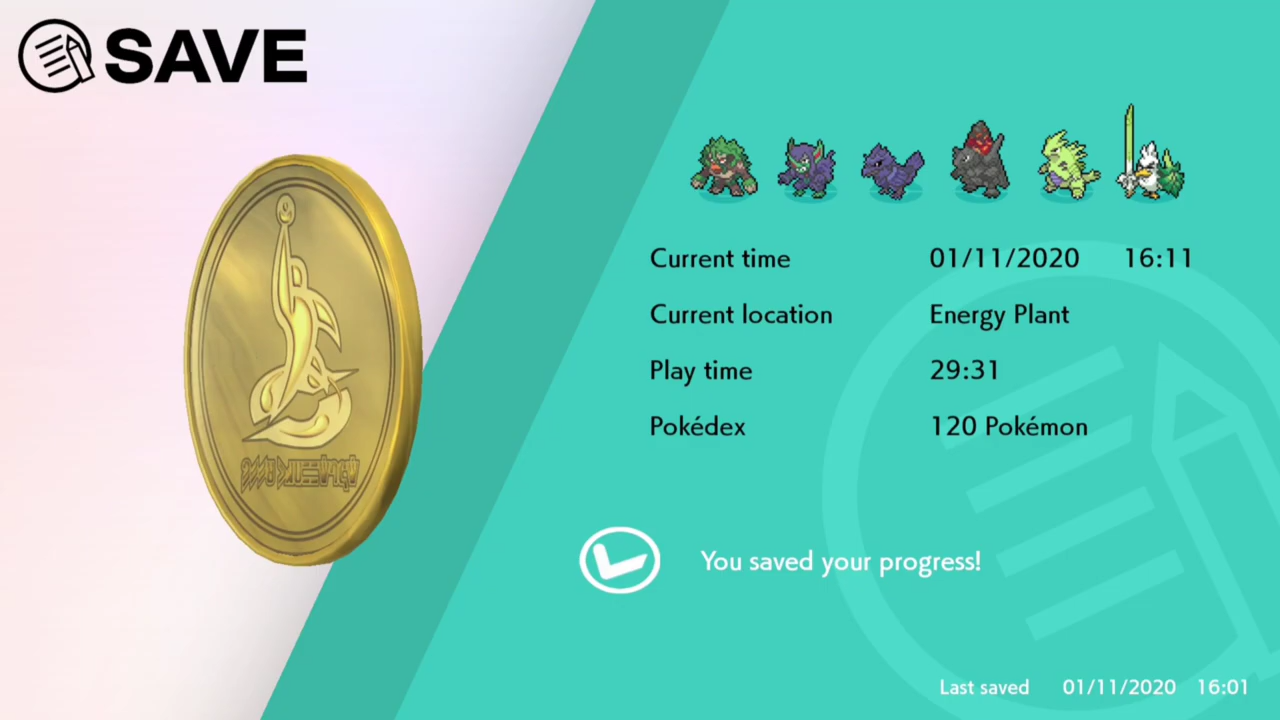 SAVE
Current time 01/11/2020 16:11
Current location Energy Plant
Play time 29:31
Pokédex 120 Pokémon
You saved your progress!
Last saved 01/11/2020 16:01